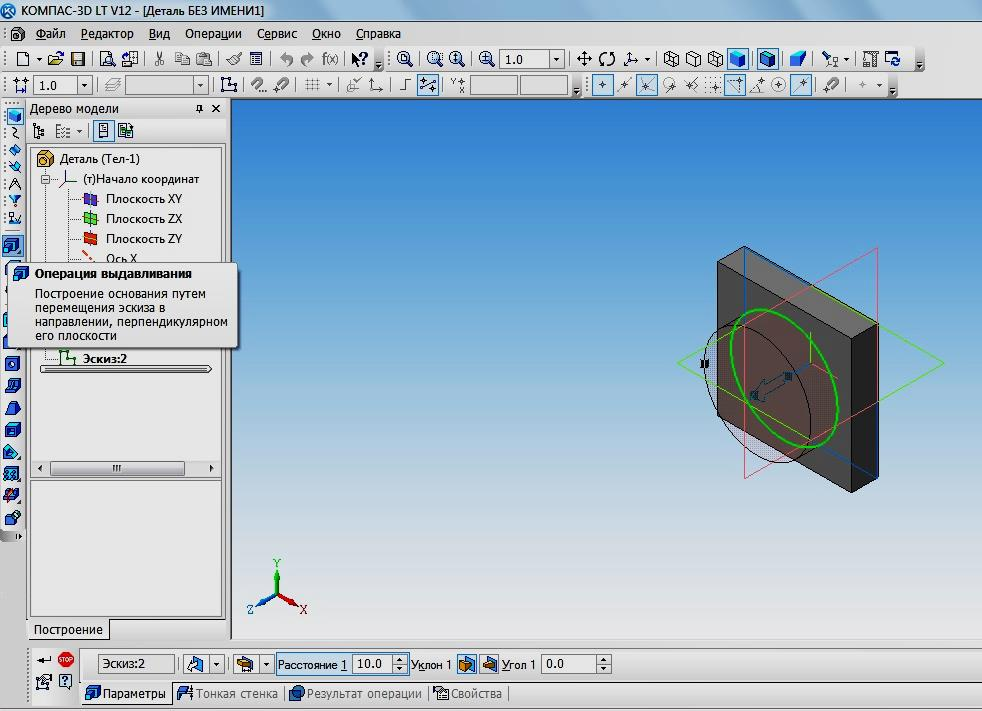 КОМПАС-3D LT V12 - [Деталь БЕЗ ИМЕНИ1]
Файл Редактор Вид Операции Сервис Окно Справка
f(x) 1.0
1.0
Дерево модели
Деталь (Тел-1)
(т)Начало координат
Плоскость XY
Плоскость ZX
Плоскость ZY
Ось X
Операция выдавливания
Построение основания путем
перемещения эскиза в
направлении, перпендикулярном
его плоскости
Эскиз:2
Y
Z X
Построение
STOP Эскиз:2 Расстояние 1 10.0 Уклон 1 Угол 1 0.0
Параметры Тонкая стенка Результат операции Свойства